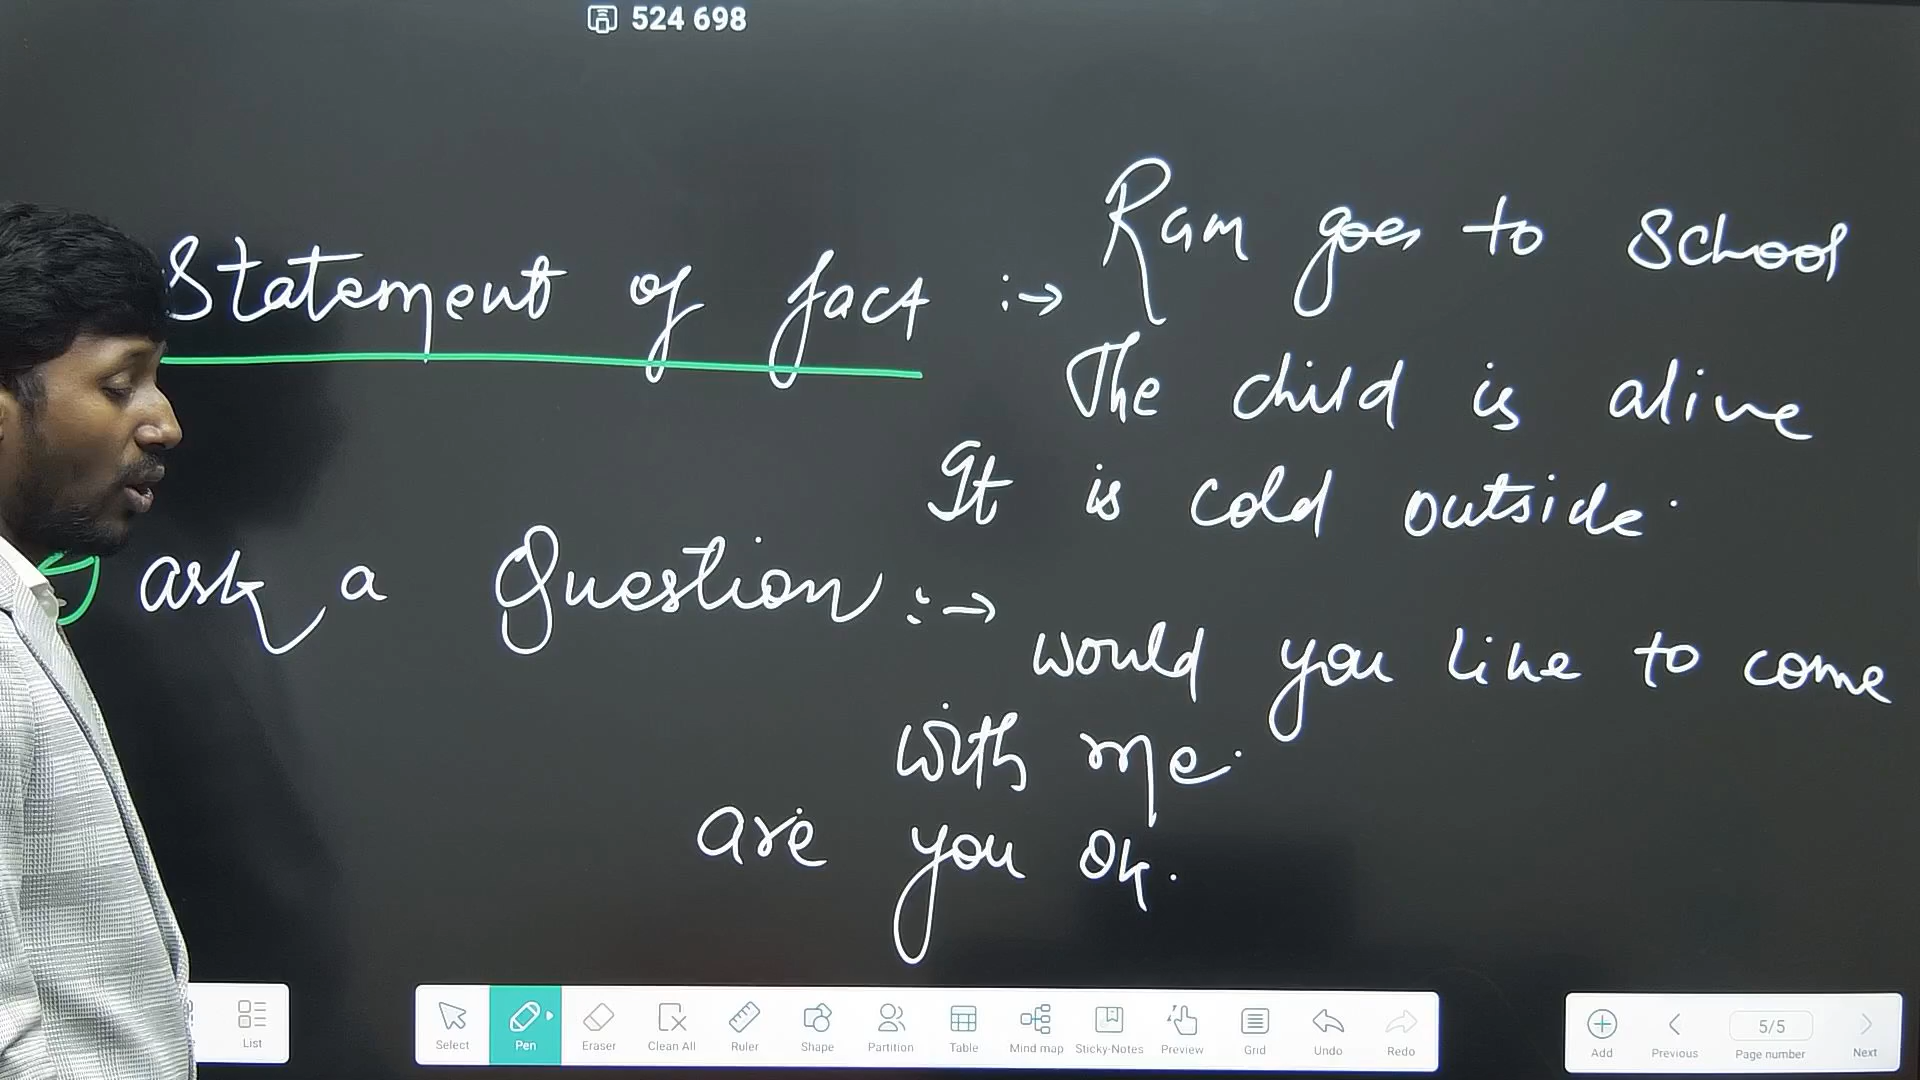 524 698
Statement of fact :→ Ram goes to School
The child is alive
It is cold outside.
ask a Question :→
would you like to come
with me.
are you ok.
List
Select Pen Eraser Clean All Ruler Shape Partition Table Mind map Sticky-Notes Preview Grid Undo Redo
5/5
Add Previous Page number Next